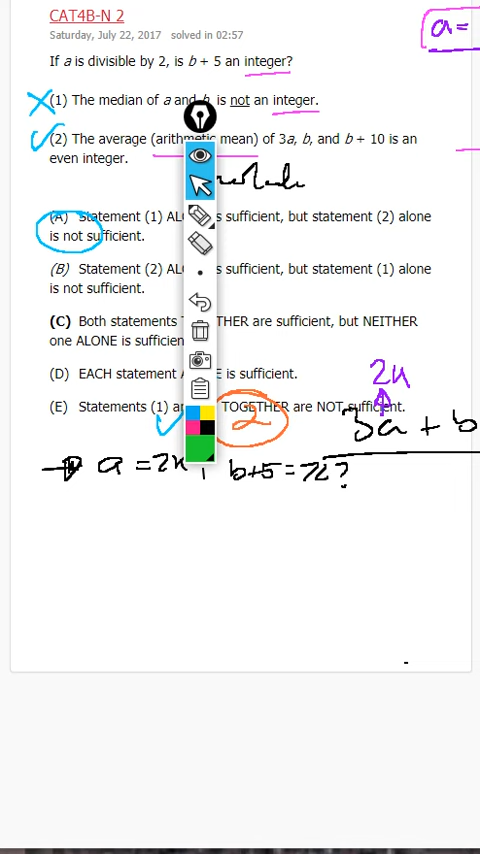 CAT4B-N 2
Saturday, July 22, 2017 solved in 02:57
a=
If a is divisible by 2, is b + 5 an integer?
(1) The median of a and b is not an integer.
(2) The average (arithmetic mean) of 3a, b, and b + 10 is an
even integer.
(A) Statement (1) AL s sufficient, but statement (2) alone
is not sufficient.
(B) Statement (2) AL s sufficient, but statement (1) alone
is not sufficient.
(C) Both statements T THER are sufficient, but NEITHER
one ALONE is sufficien
(D) EACH statement A E is sufficient.
2k
(E) Statements (1) a TOGETHER are NOT sufficient.
2
3a + b
a = 2k , b+5 = ?